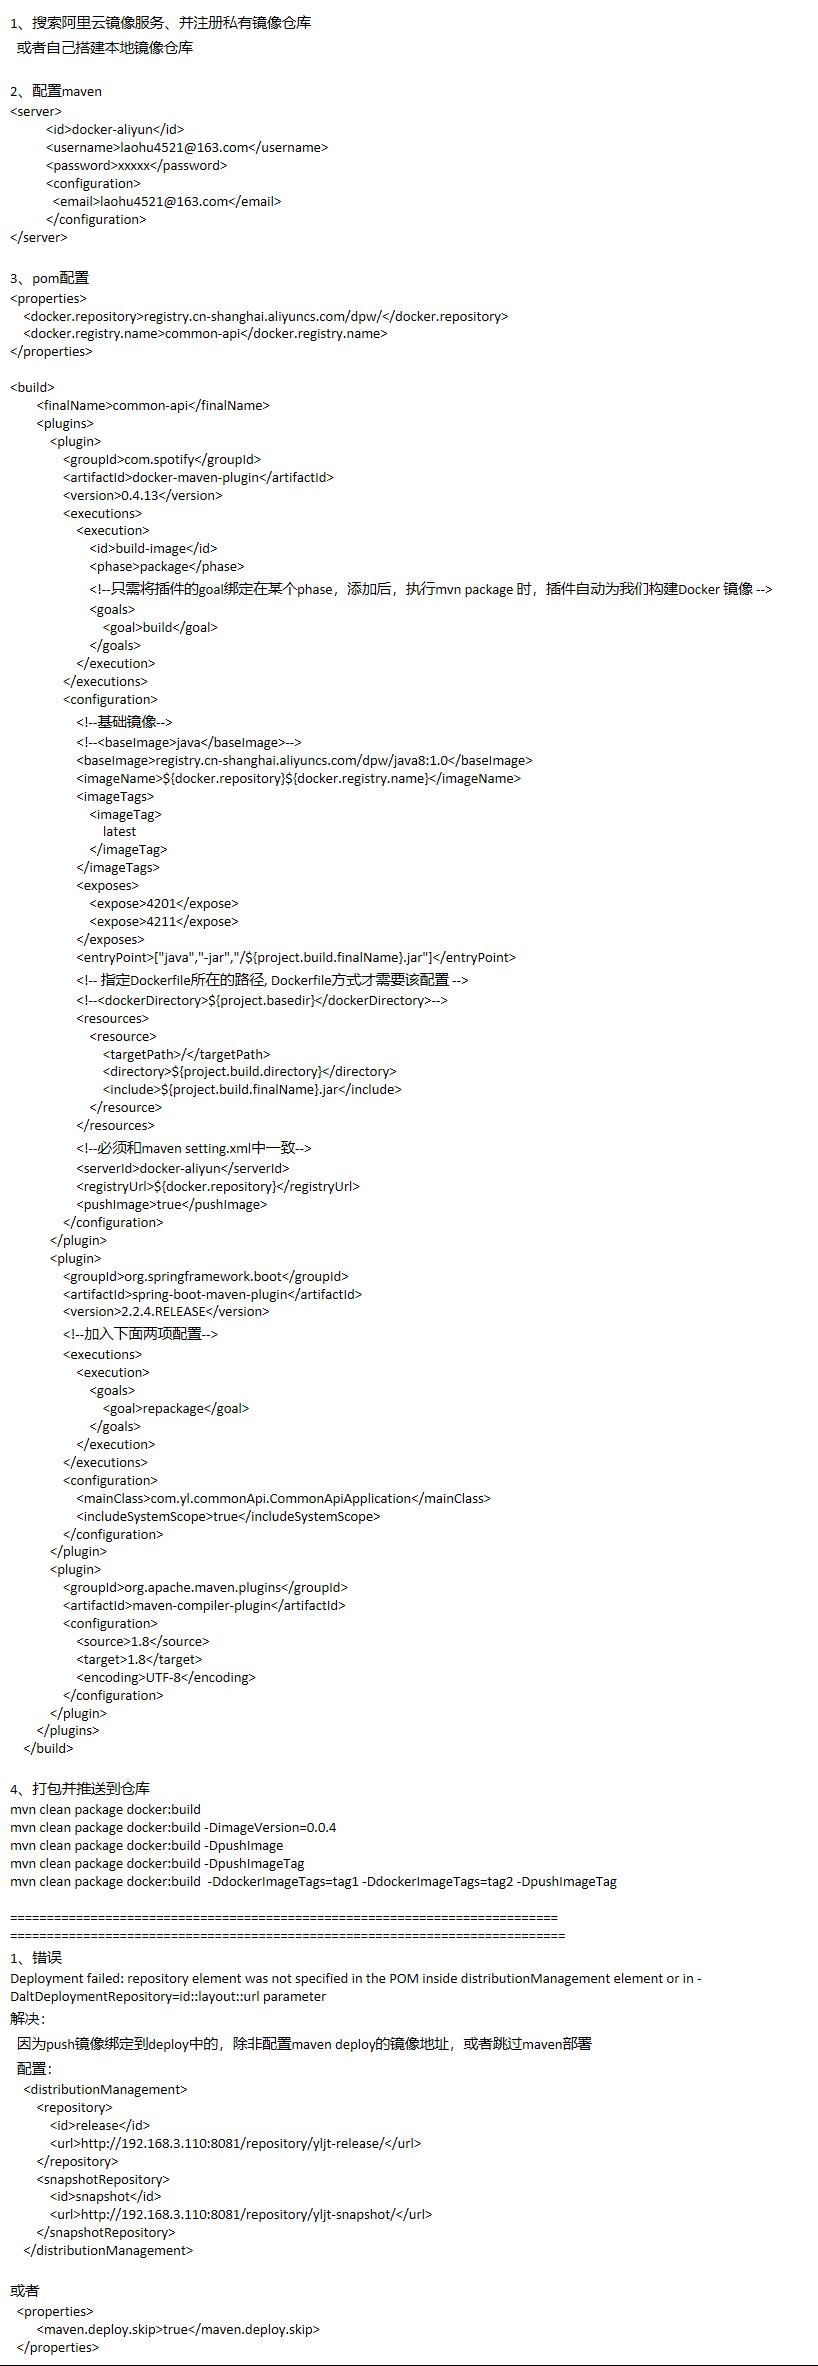 1、搜索阿里云镜像服务、并注册私有镜像仓库
或者自己搭建本地镜像仓库
2、配置maven
<server>
<id>docker-aliyun</id>
<username>laohu4521@163.com</username>
<password>xxxxx</password>
<configuration>
<email>laohu4521@163.com</email>
</configuration>
</server>
3、pom配置
<properties>
<docker.repository>registry.cn-shanghai.aliyuncs.com/dpw/</docker.repository>
<docker.registry.name>common-api</docker.registry.name>
</properties>
<build>
<finalName>common-api</finalName>
<plugins>
<plugin>
<groupId>com.spotify</groupId>
<artifactId>docker-maven-plugin</artifactId>
<version>0.4.13</version>
<executions>
<execution>
<id>build-image</id>
<phase>package</phase>
<!--只需将插件的goal绑定在某个phase，添加后，执行mvn package 时，插件自动为我们构建Docker 镜像 -->
<goals>
<goal>build</goal>
</goals>
</execution>
</executions>
<configuration>
<!--基础镜像-->
<!--<baseImage>java</baseImage>-->
<baseImage>registry.cn-shanghai.aliyuncs.com/dpw/java8:1.0</baseImage>
<imageName>${docker.repository}${docker.registry.name}</imageName>
<imageTags>
<imageTag>
latest
</imageTag>
</imageTags>
<exposes>
<expose>4201</expose>
<expose>4211</expose>
</exposes>
<entryPoint>["java","-jar","/${project.build.finalName}.jar"]</entryPoint>
<!-- 指定Dockerfile所在的路径, Dockerfile方式才需要该配置 -->
<!--<dockerDirectory>${project.basedir}</dockerDirectory>-->
<resources>
<resource>
<targetPath>/</targetPath>
<directory>${project.build.directory}</directory>
<include>${project.build.finalName}.jar</include>
</resource>
</resources>
<!--必须和maven setting.xml中一致-->
<serverId>docker-aliyun</serverId>
<registryUrl>${docker.repository}</registryUrl>
<pushImage>true</pushImage>
</configuration>
</plugin>
<plugin>
<groupId>org.springframework.boot</groupId>
<artifactId>spring-boot-maven-plugin</artifactId>
<version>2.2.4.RELEASE</version>
<!--加入下面两项配置-->
<executions>
<execution>
<goals>
<goal>repackage</goal>
</goals>
</execution>
</executions>
<configuration>
<mainClass>com.yl.commonApi.CommonApiApplication</mainClass>
<includeSystemScope>true</includeSystemScope>
</configuration>
</plugin>
<plugin>
<groupId>org.apache.maven.plugins</groupId>
<artifactId>maven-compiler-plugin</artifactId>
<configuration>
<source>1.8</source>
<target>1.8</target>
<encoding>UTF-8</encoding>
</configuration>
</plugin>
</plugins>
</build>
4、打包并推送到仓库
mvn clean package docker:build
mvn clean package docker:build -DimageVersion=0.0.4
mvn clean package docker:build -DpushImage
mvn clean package docker:build -DpushImageTag
mvn clean package docker:build  -DdockerImageTags=tag1 -DdockerImageTags=tag2 -DpushImageTag
===========================================================================
============================================================================
1、错误
Deployment failed: repository element was not specified in the POM inside distributionManagement element or in -
DaltDeploymentRepository=id::layout::url parameter
解决：
因为push镜像绑定到deploy中的，除非配置maven deploy的镜像地址，或者跳过maven部署
配置：
<distributionManagement>
<repository>
<id>release</id>
<url>http://192.168.3.110:8081/repository/yljt-release/</url>
</repository>
<snapshotRepository>
<id>snapshot</id>
<url>http://192.168.3.110:8081/repository/yljt-snapshot/</url>
</snapshotRepository>
</distributionManagement>
或者
<properties>
<maven.deploy.skip>true</maven.deploy.skip>
</properties>